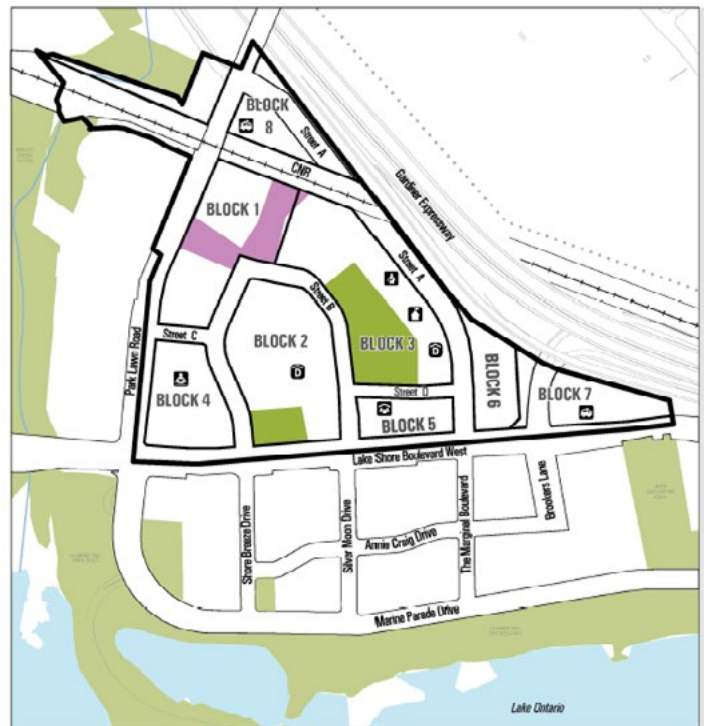 BLOCK
8
Street A
CNR
Gardiner Expressway
BLOCK 1
Street A
Street B
Street C
BLOCK 2
D
BLOCK 3
D
Park Lawn Road
BLOCK 4
Street D
BLOCK 5
BLOCK 6
BLOCK 7
Lake Shore Boulevard West
Shore Breeze Drive
Silver Moon Drive
Annie Craig Drive
The Marginal Boulevard
Brookers Lane
Marine Parade Drive
Lake Ontario